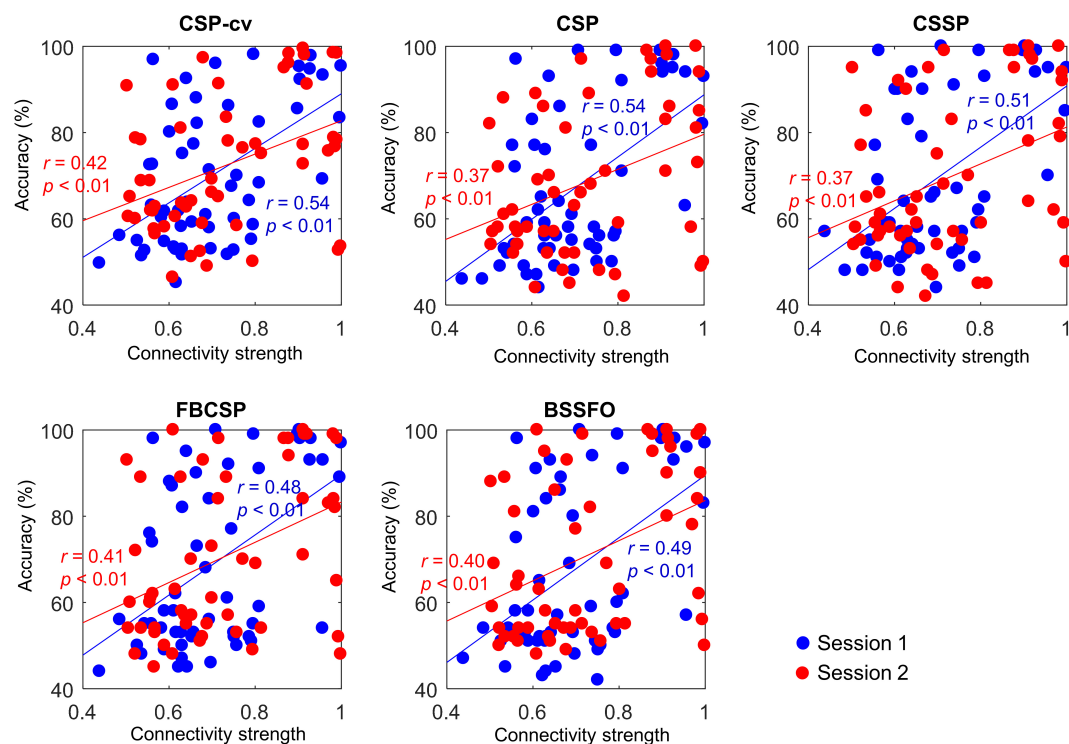 CSP-cv
100
80
60
40
0.4
0.6
0.8
1
Accuracy (%)
Connectivity strength
r = 0.42
p < 0.01
r = 0.54
p < 0.01
CSP
100
80
60
40
0.4
0.6
0.8
1
Accuracy (%)
Connectivity strength
r = 0.54
p < 0.01
r = 0.37
p < 0.01
CSSP
100
80
60
40
0.4
0.6
0.8
1
Accuracy (%)
Connectivity strength
r = 0.51
p < 0.01
r = 0.37
p < 0.01
FBCSP
100
80
60
40
0.4
0.6
0.8
1
Accuracy (%)
Connectivity strength
r = 0.48
p < 0.01
r = 0.41
p < 0.01
BSSFO
100
80
60
40
0.4
0.6
0.8
1
Accuracy (%)
Connectivity strength
r = 0.40
p < 0.01
r = 0.49
p < 0.01
Session 1
Session 2